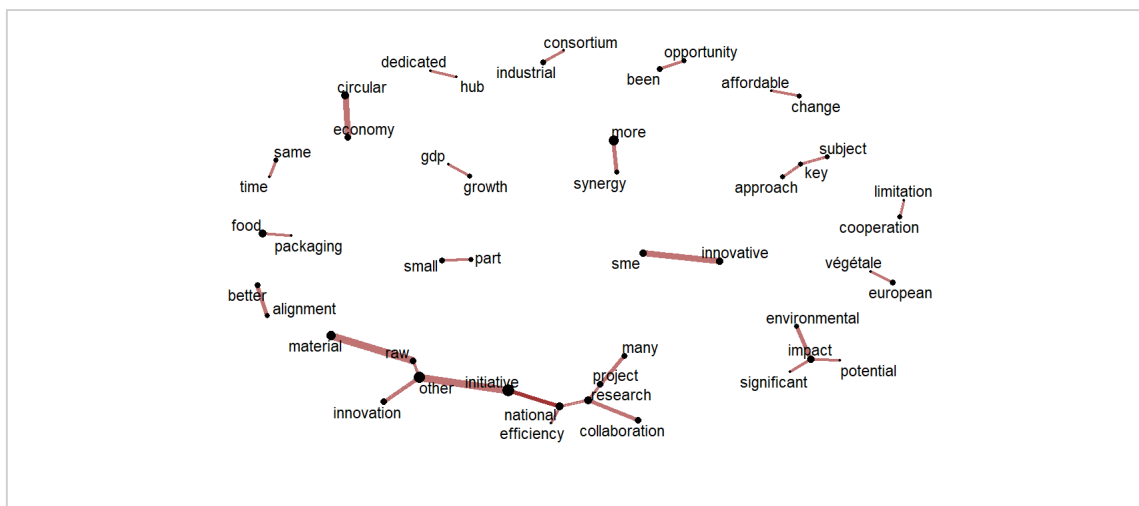 consortium
opportunity
dedicated
industrial
been
affordable
hub
circular
change
economy
more
subject
same
gdp
key
time
growth
synergy
approach
limitation
food
cooperation
packaging
innovative
small
part
sme
végétale
better
european
alignment
environmental
material
raw
many
impact
initiative
project
potential
other
significant
research
innovation
national
efficiency
collaboration